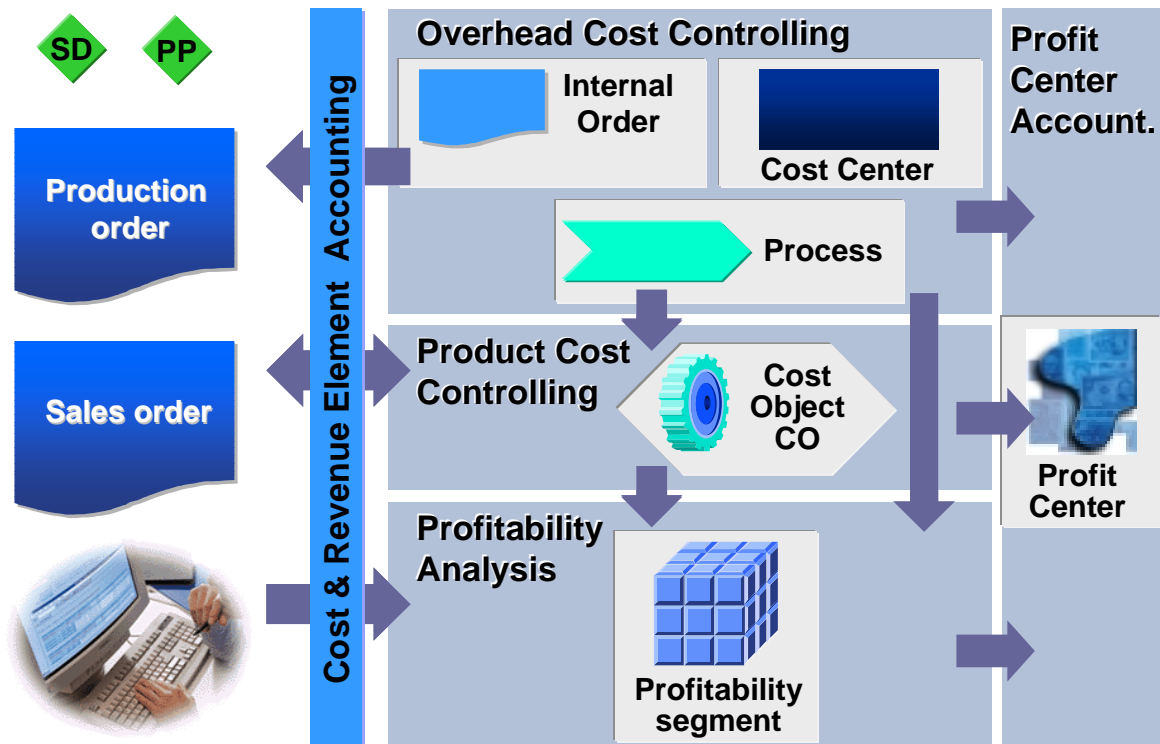 SD
PP
Production
order
Sales order
Cost & Revenue Element Accounting
Overhead Cost Controlling
Internal
Order
Cost Center
Process
Product Cost
Controlling
Cost
Object
CO
Profitability
Analysis
Profitability
segment
Profit
Center
Account.
Profit
Center